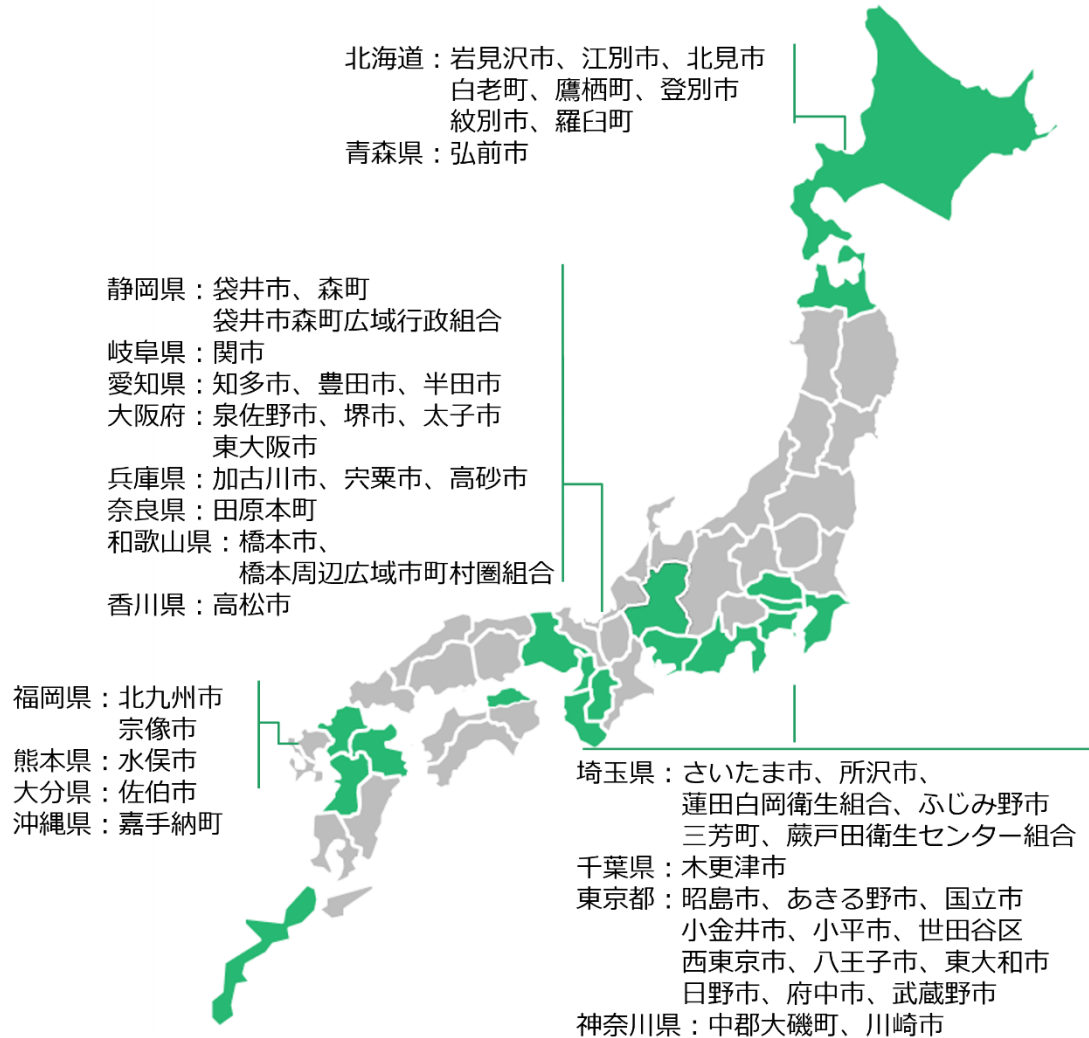 北海道：岩見沢市、江別市、北見市
白老町、鷹栖町、登別市
紋別市、羅臼町
青森県：弘前市
静岡県：袋井市、森町
袋井市森町広域行政組合
岐阜県：関市
愛知県：知多市、豊田市、半田市
大阪府：泉佐野市、堺市、太子市
東大阪市
兵庫県：加古川市、宍粟市、高砂市
奈良県：田原本町
和歌山県：橋本市、
橋本周辺広域市町村圏組合
香川県：高松市
福岡県：北九州市
宗像市
熊本県：水俣市
大分県：佐伯市
沖縄県：嘉手納町
埼玉県：さいたま市、所沢市、
蓮田白岡衛生組合、ふじみ野市
三芳町、蕨戸田衛生センター組合
千葉県：木更津市
東京都：昭島市、あきる野市、国立市
小金井市、小平市、世田谷区
西東京市、八王子市、東大和市
日野市、府中市、武蔵野市
神奈川県：中郡大磯町、川崎市